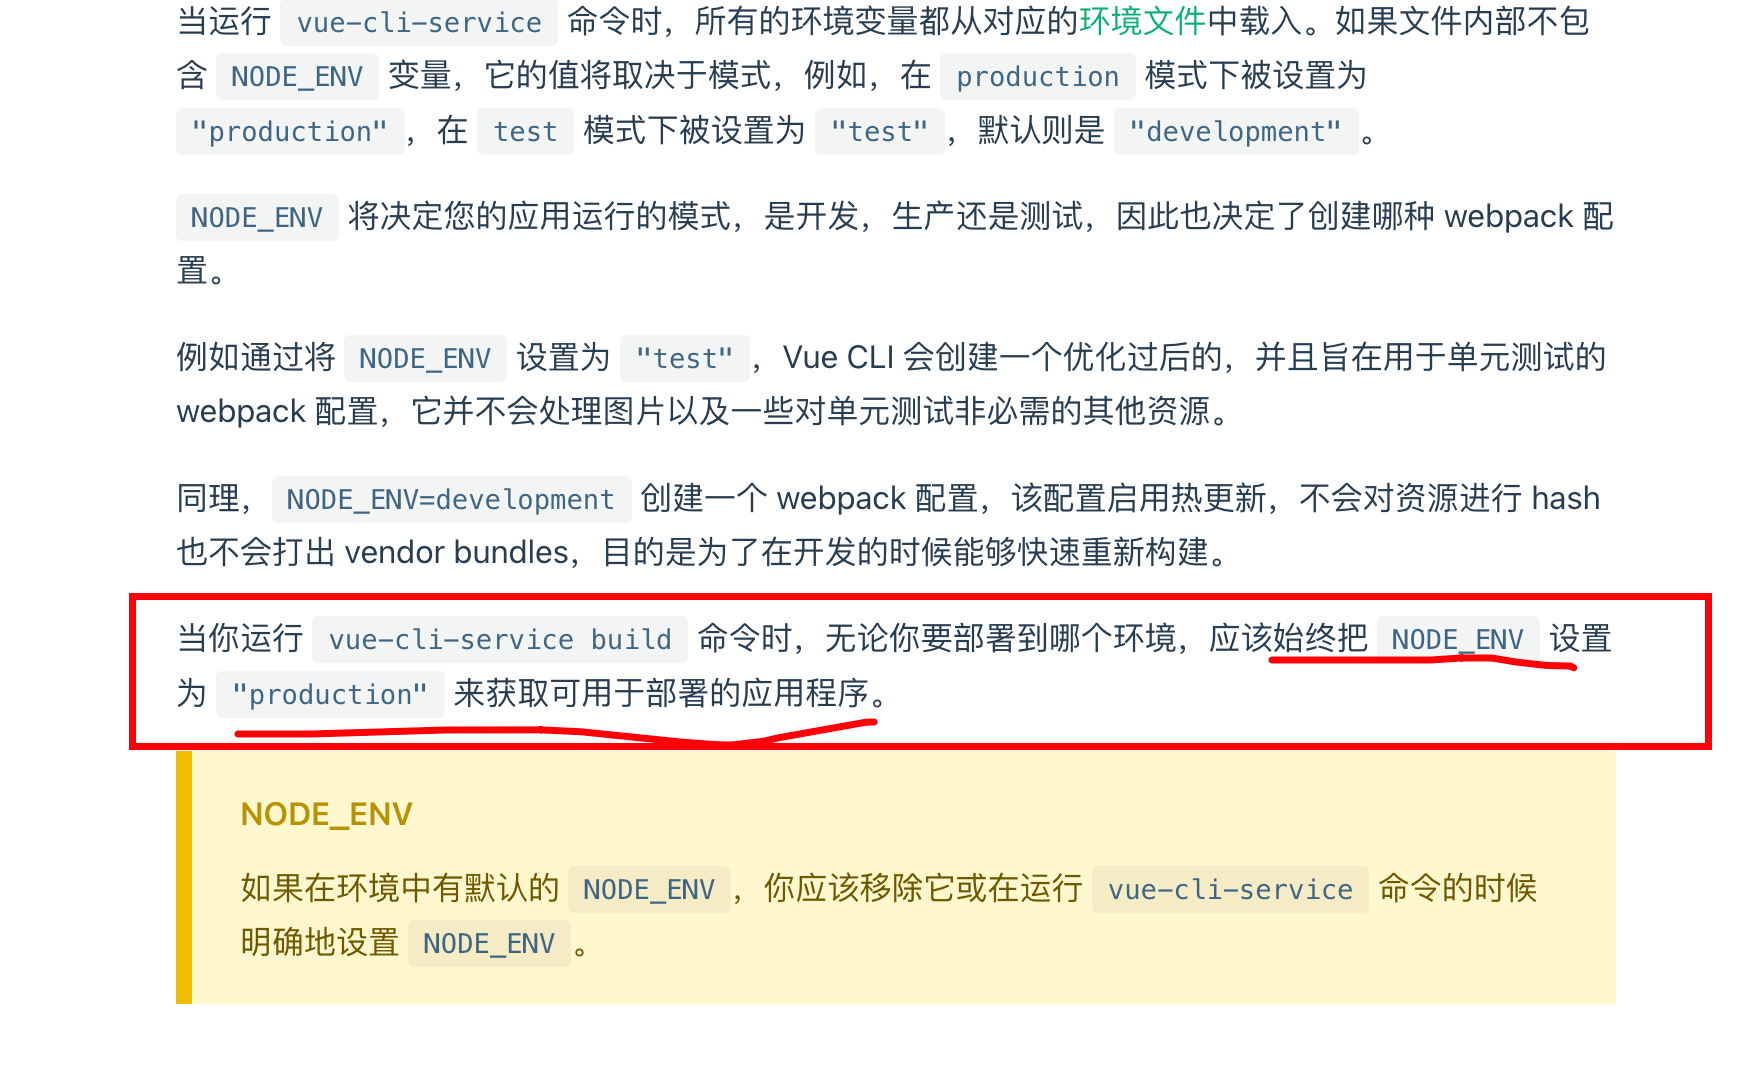 当运行 vue-cli-service 命令时，所有的环境变量都从对应的环境文件中载入。如果文件内部不包
含 NODE_ENV 变量，它的值将取决于模式，例如，在 production 模式下被设置为
"production"，在 test 模式下被设置为 "test"，默认则是 "development"。
NODE_ENV 将决定您的应用运行的模式，是开发，生产还是测试，因此也决定了创建哪种 webpack 配
置。
例如通过将 NODE_ENV 设置为 "test"，Vue CLI 会创建一个优化过后的，并且旨在用于单元测试的
webpack 配置，它并不会处理图片以及一些对单元测试非必需的其他资源。
同理，NODE_ENV=development 创建一个 webpack 配置，该配置启用热更新，不会对资源进行 hash
也不会打出 vendor bundles，目的是为了在开发的时候能够快速重新构建。
当你运行 vue-cli-service build 命令时，无论你要部署到哪个环境，应该始终把 NODE_ENV 设置
为 "production" 来获取可用于部署的应用程序。
NODE_ENV
如果在环境中有默认的 NODE_ENV，你应该移除它或在运行 vue-cli-service 命令的时候
明确地设置 NODE_ENV。